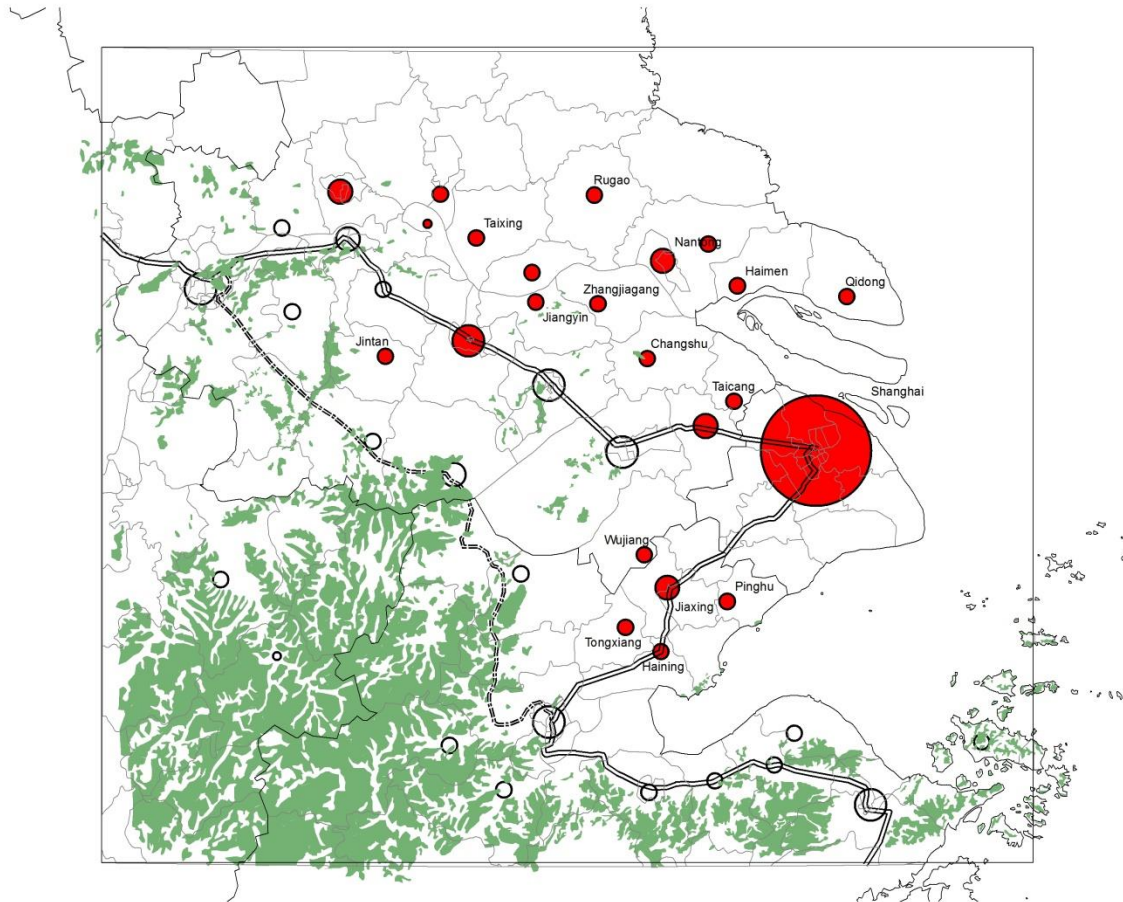 Rugao
Taixing
Nantong
Haimen
Qidong
Zhangjiagang
Jiangyin
Jintan
Changshu
Taicang
Shanghai
Wujiang
Pinghu
Jiaxing
Tongxiang
Haining